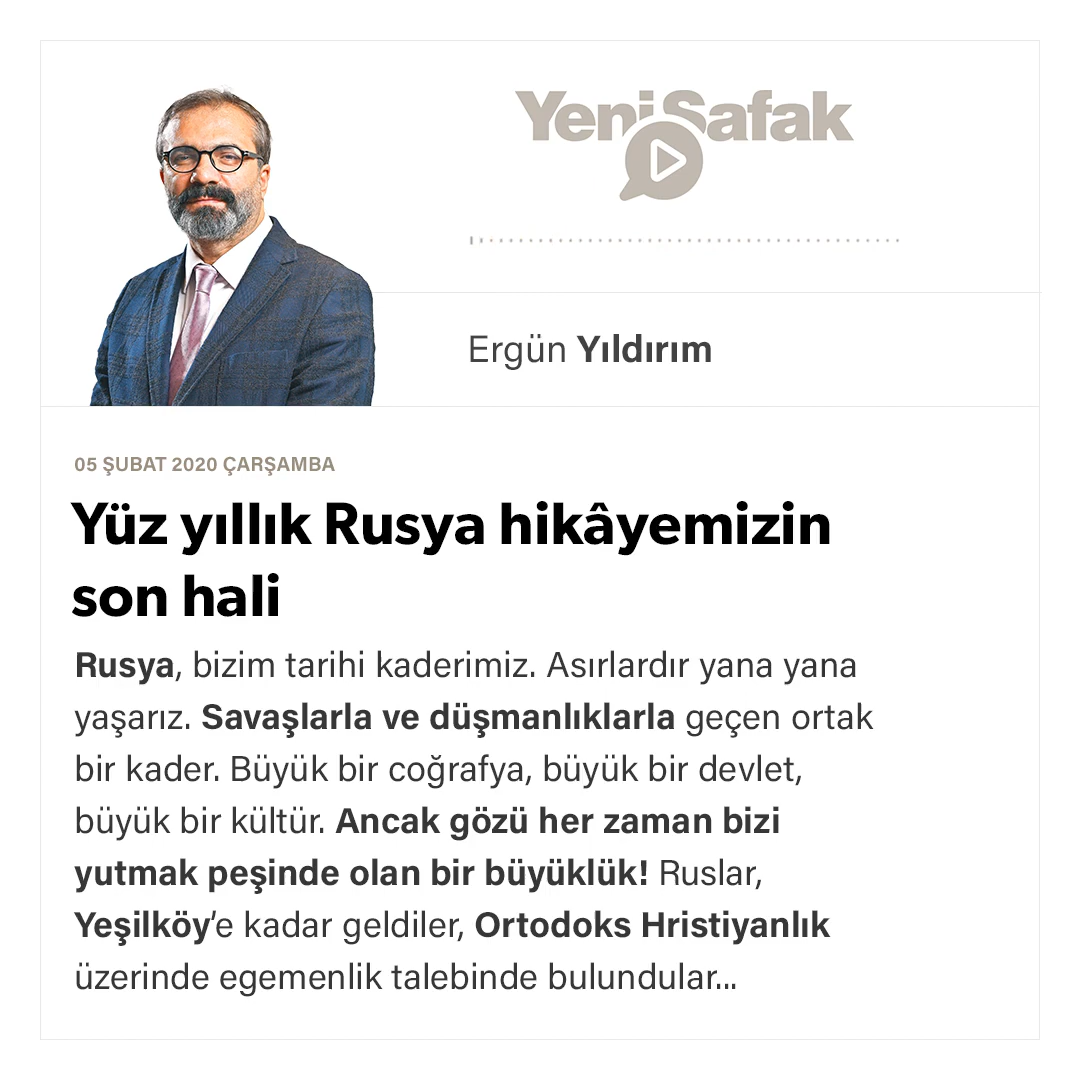 YeniŞafak
Ergün Yıldırım
05 ŞUBAT 2020 ÇARŞAMBA
Yüz yıllık Rusya hikâyemizin
son hali
Rusya, bizim tarihi kaderimiz. Asırlardır yana yana
yaşarız. Savaşlarla ve düşmanlıklarla geçen ortak
bir kader. Büyük bir coğrafya, büyük bir devlet,
büyük bir kültür. Ancak gözü her zaman bizi
yutmak peşinde olan bir büyüklük! Ruslar,
Yeşilköy'e kadar geldiler, Ortodoks Hristiyanlık
üzerinde egemenlik talebinde bulundular...